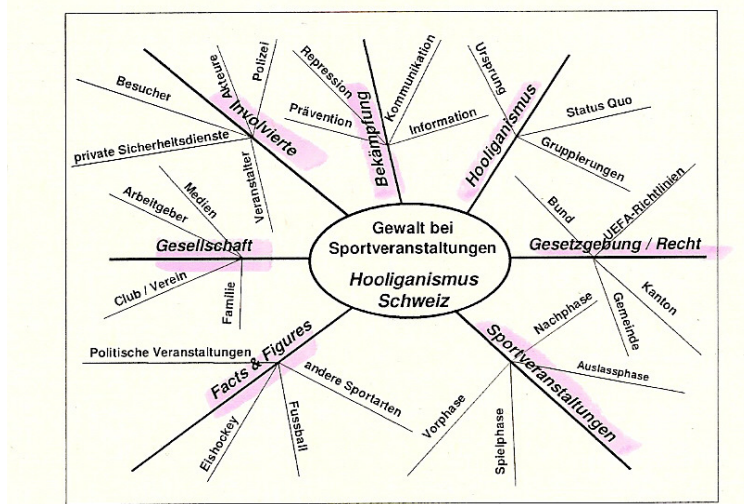 Gewalt bei
Sportveranstaltungen
Hooliganismus
Schweiz
Involvierte
Besucher
Akteure
Polizei
private Sicherheitsdienste
Veranstalter
Bekämpfung
Repression
Prävention
Kommunikation
Information
Hooliganismus
Ursprung
Status Quo
Gruppierungen
Gesetzgebung / Recht
Bund
UEFA-Richtlinien
Kanton
Gemeinde
Sportveranstaltungen
Nachphase
Auslassphase
Spielphase
Vorphase
Facts & Figures
Politische Veranstaltungen
andere Sportarten
Fussball
Eishockey
Gesellschaft
Medien
Arbeitgeber
Club / Verein
Familie